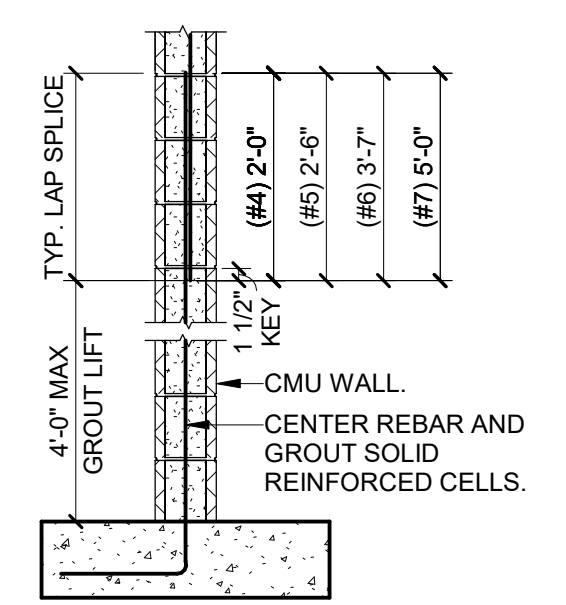 TYP. LAP SPLICE
(#4) 2'-0"
(#5) 2'-6"
(#6) 3'-7"
(#7) 5'-0"
1 1/2"
KEY
4'-0" MAX
GROUT LIFT
CMU WALL.
CENTER REBAR AND
GROUT SOLID
REINFORCED CELLS.